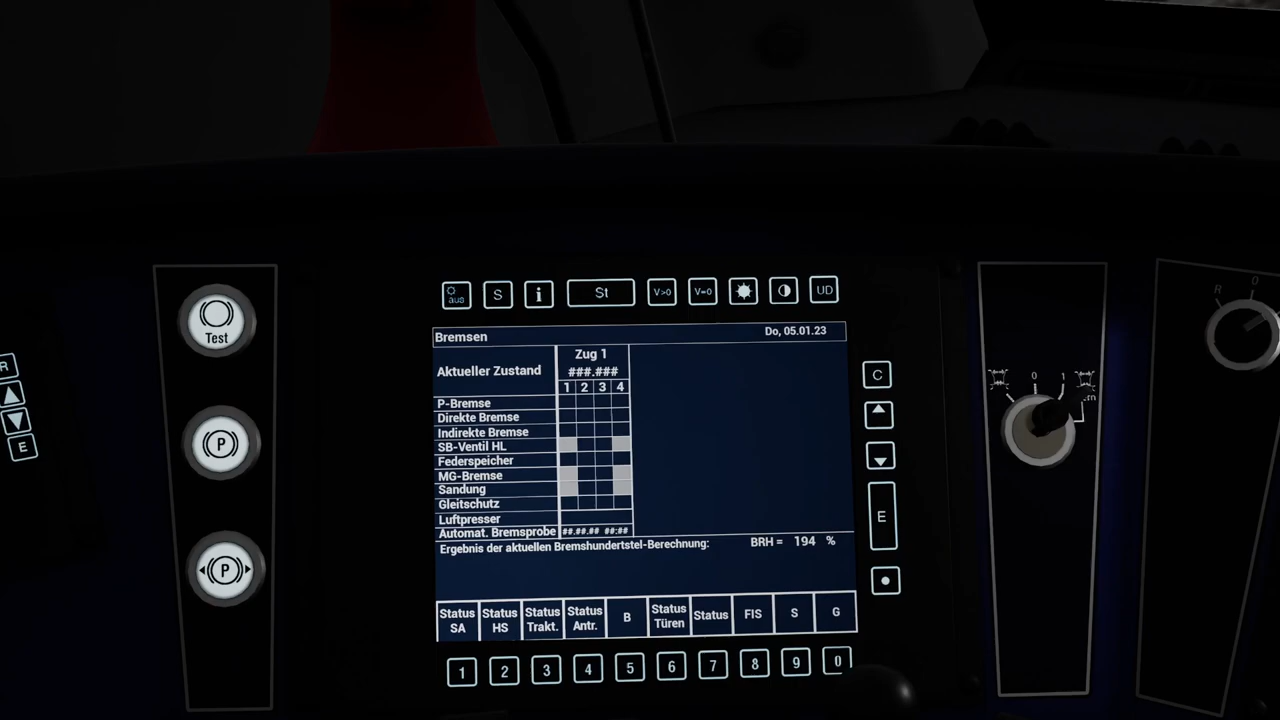 aus S i St V>0 V=0 UD
Test
P
P
R
E
Bremsen Do, 05.01.23
Zug 1
Aktueller Zustand ###.###
1 2 3 4
P-Bremse
Direkte Bremse
Indirekte Bremse
SB-Ventil HL
Federspeicher
MG-Bremse
Sandung
Gleitschutz
Luftpresser
Automat. Bremsprobe ##.##.## ##:##
Ergebnis der aktuellen Bremshundertstel-Berechnung: BRH = 194 %
Status SA Status HS Status Trakt. Status Antr. B Status Türen Status FIS S G
1 2 3 4 5 6 7 8 9 0
C
E
0 1
R 0